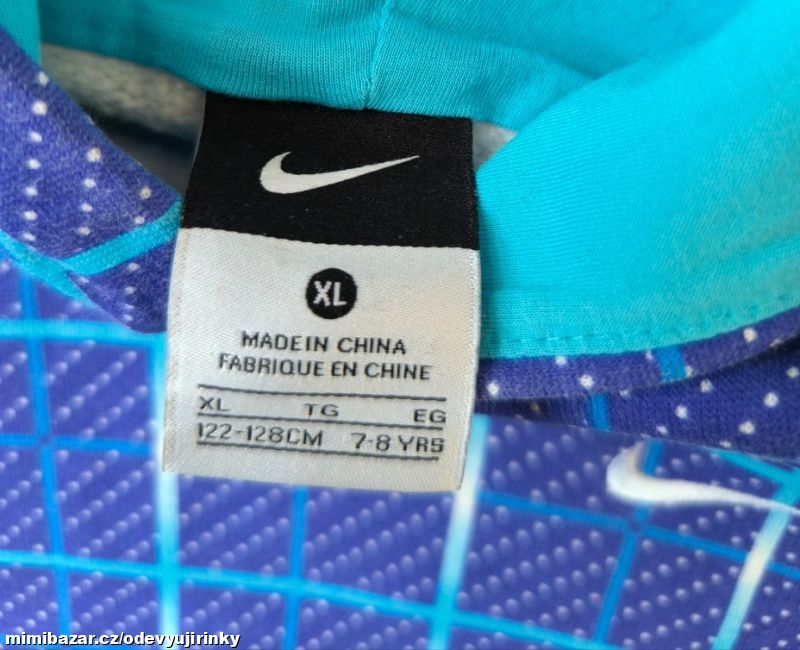 XL
MADE IN CHINA
FABRIQUE EN CHINE
XL TG EG
122-128CM 7-8 YRS
mimibazar.cz/odevyujirinky